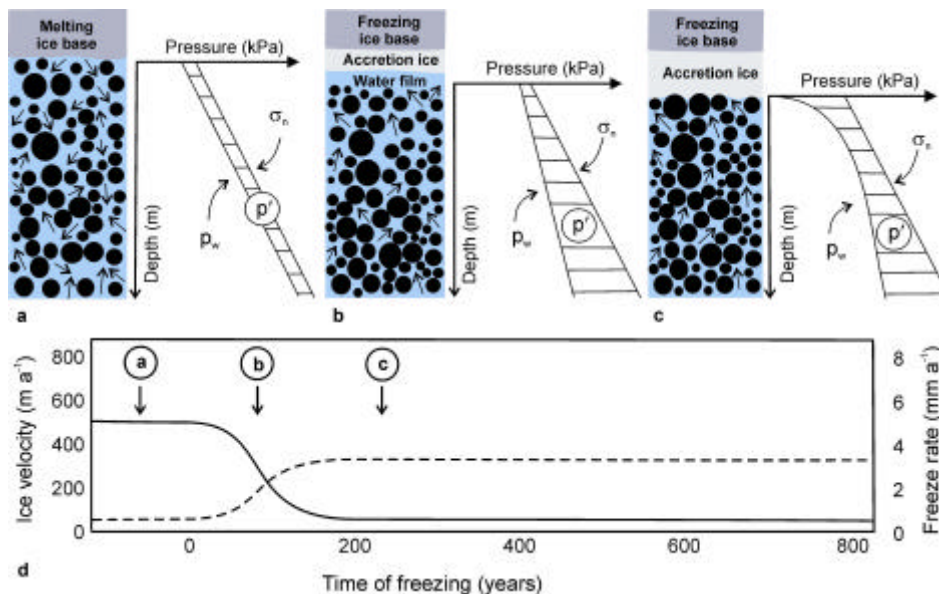 Melting
ice base
Pressure (kPa)
σn
p'
pw
Depth (m)
a
Freezing
ice base
Accretion ice
Water film
Pressure (kPa)
σn
p'
pw
Depth (m)
b
Freezing
ice base
Accretion ice
Pressure (kPa)
σn
p'
pw
Depth (m)
c
Ice velocity (m a⁻¹)
800
600
400
200
0
a
b
c
8
6
4
2
0
Freeze rate (mm a⁻¹)
0
200
400
600
800
d
Time of freezing (years)